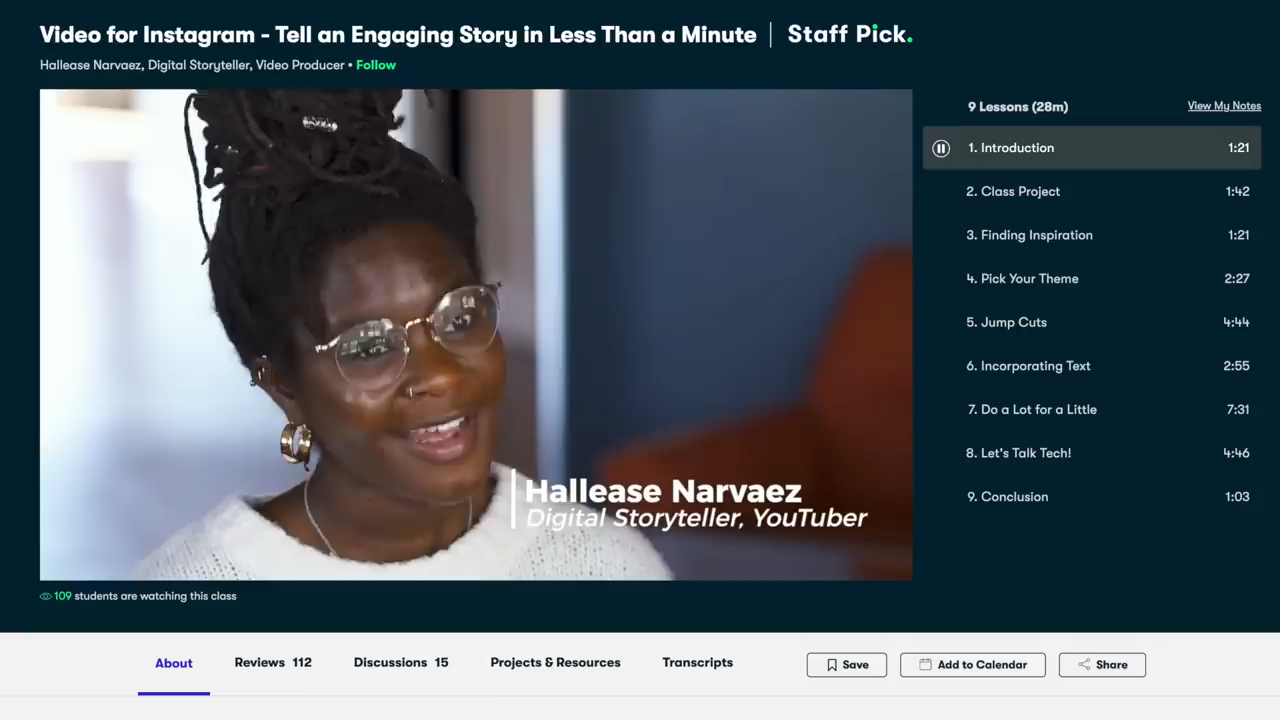 Video for Instagram - Tell an Engaging Story in Less Than a Minute | Staff Pick.
Hallease Narvaez, Digital Storyteller, Video Producer • Follow
9 Lessons (28m) View My Notes
1. Introduction 1:21
2. Class Project 1:42
3. Finding Inspiration 1:21
4. Pick Your Theme 2:27
5. Jump Cuts 4:44
6. Incorporating Text 2:55
7. Do a Lot for a Little 7:31
8. Let's Talk Tech! 4:46
9. Conclusion 1:03
Hallease Narvaez
Digital Storyteller, YouTuber
109 students are watching this class
About Reviews 112 Discussions 15 Projects & Resources Transcripts Save Add to Calendar Share